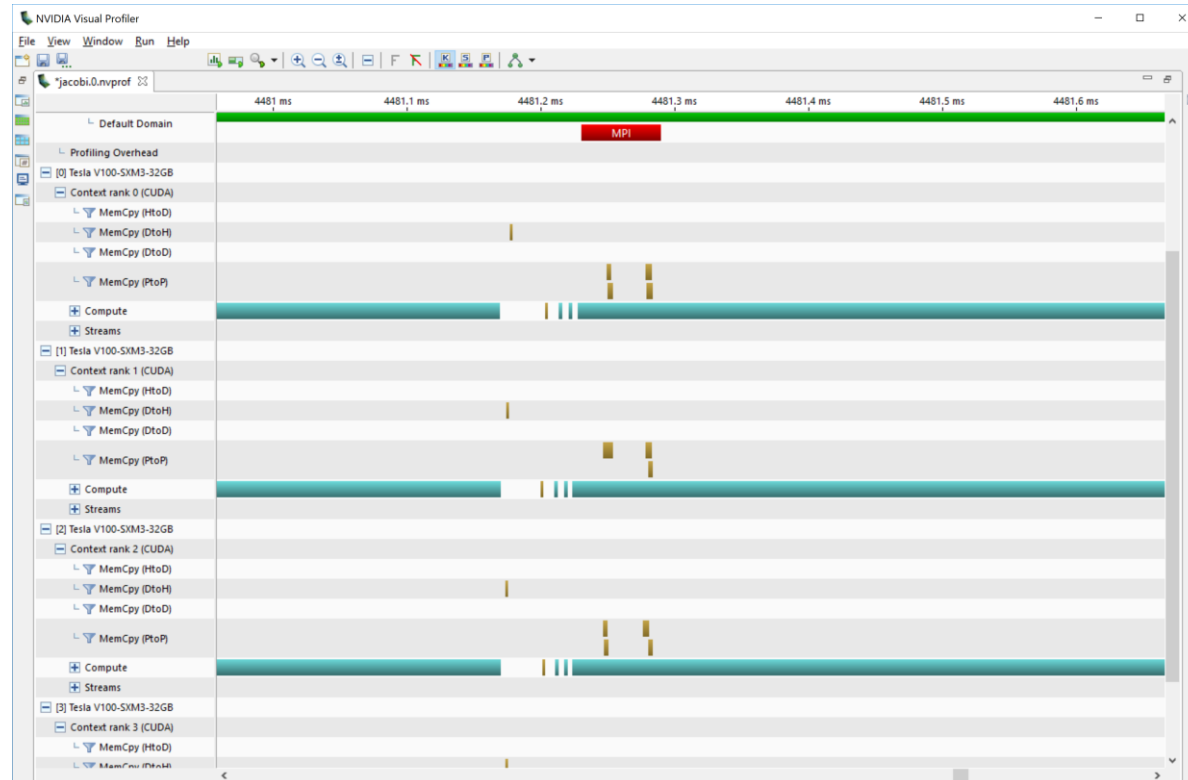 NVIDIA Visual Profiler
File View Window Run Help
*jacobi.0.nvprof
4481 ms 4481.1 ms 4481.2 ms 4481.3 ms 4481.4 ms 4481.5 ms 4481.6 ms
Default Domain
MPI
Profiling Overhead
[0] Tesla V100-SXM3-32GB
Context rank 0 (CUDA)
MemCpy (HtoD)
MemCpy (DtoH)
MemCpy (DtoD)
MemCpy (PtoP)
Compute
Streams
[1] Tesla V100-SXM3-32GB
Context rank 1 (CUDA)
MemCpy (HtoD)
MemCpy (DtoH)
MemCpy (DtoD)
MemCpy (PtoP)
Compute
Streams
[2] Tesla V100-SXM3-32GB
Context rank 2 (CUDA)
MemCpy (HtoD)
MemCpy (DtoH)
MemCpy (DtoD)
MemCpy (PtoP)
Compute
Streams
[3] Tesla V100-SXM3-32GB
Context rank 3 (CUDA)
MemCpy (HtoD)
MemCpy (DtoH)